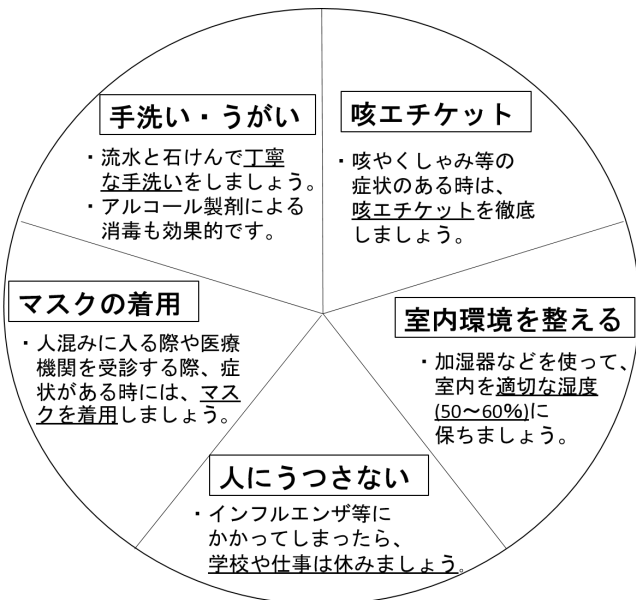 手洗い・うがい
・流水と石けんで丁寧
な手洗いをしましょう。
・アルコール製剤による
消毒も効果的です。
咳エチケット
・咳やくしゃみ等の
症状のある時は、
咳エチケットを徹底
しましょう。
マスクの着用
・人混みに入る際や医療
機関を受診する際、症
状がある時には、マス
クを着用しましょう。
室内環境を整える
・加湿器などを使って、
室内を適切な湿度
(50～60%)に
保ちましょう。
人にうつさない
・インフルエンザ等に
かかってしまったら、
学校や仕事は休みましょう。